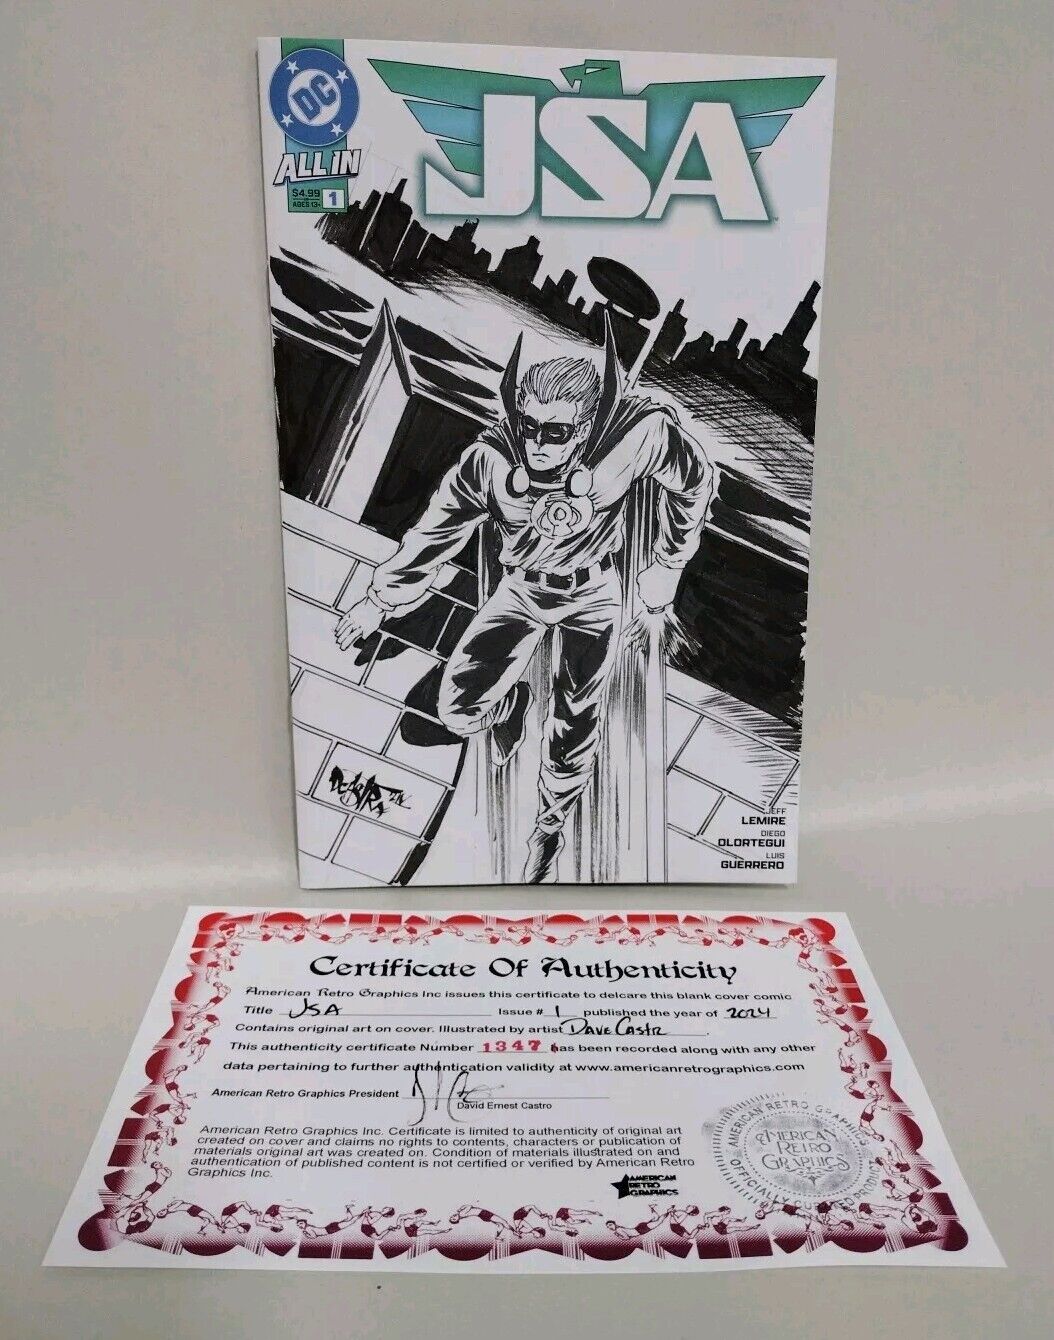 DC
ALL IN
$4.99
AGES 13+
1
JSA
JEFF
LEMIRE
DIEGO
OLORTEGUI
LUIS
GUERRERO
Certificate Of Authenticity
American Retro Graphics Inc issues this certificate to delcare this blank cover comic
Title JSA Issue # 1 published the year of 2024
Contains original art on cover. Illustrated by artist Dave Castr
This authenticity certificate Number 1347 has been recorded along with any other
data pertaining to further authentication validity at www.americanretrographics.com
American Retro Graphics President
David Ernest Castro
American Retro Graphics Inc. Certificate is limited to authenticity of original art
created on cover and claims no rights to contents, characters or publication of
materials original art was created on. Condition of materials illustrated on and
authentication of published content is not certified or verified by American Retro
Graphics Inc.
AMERICAN
RETRO
GRAPHICS
AMERICAN RETRO GRAPHICS
AMERICAN
RETRO
GRAPHICS